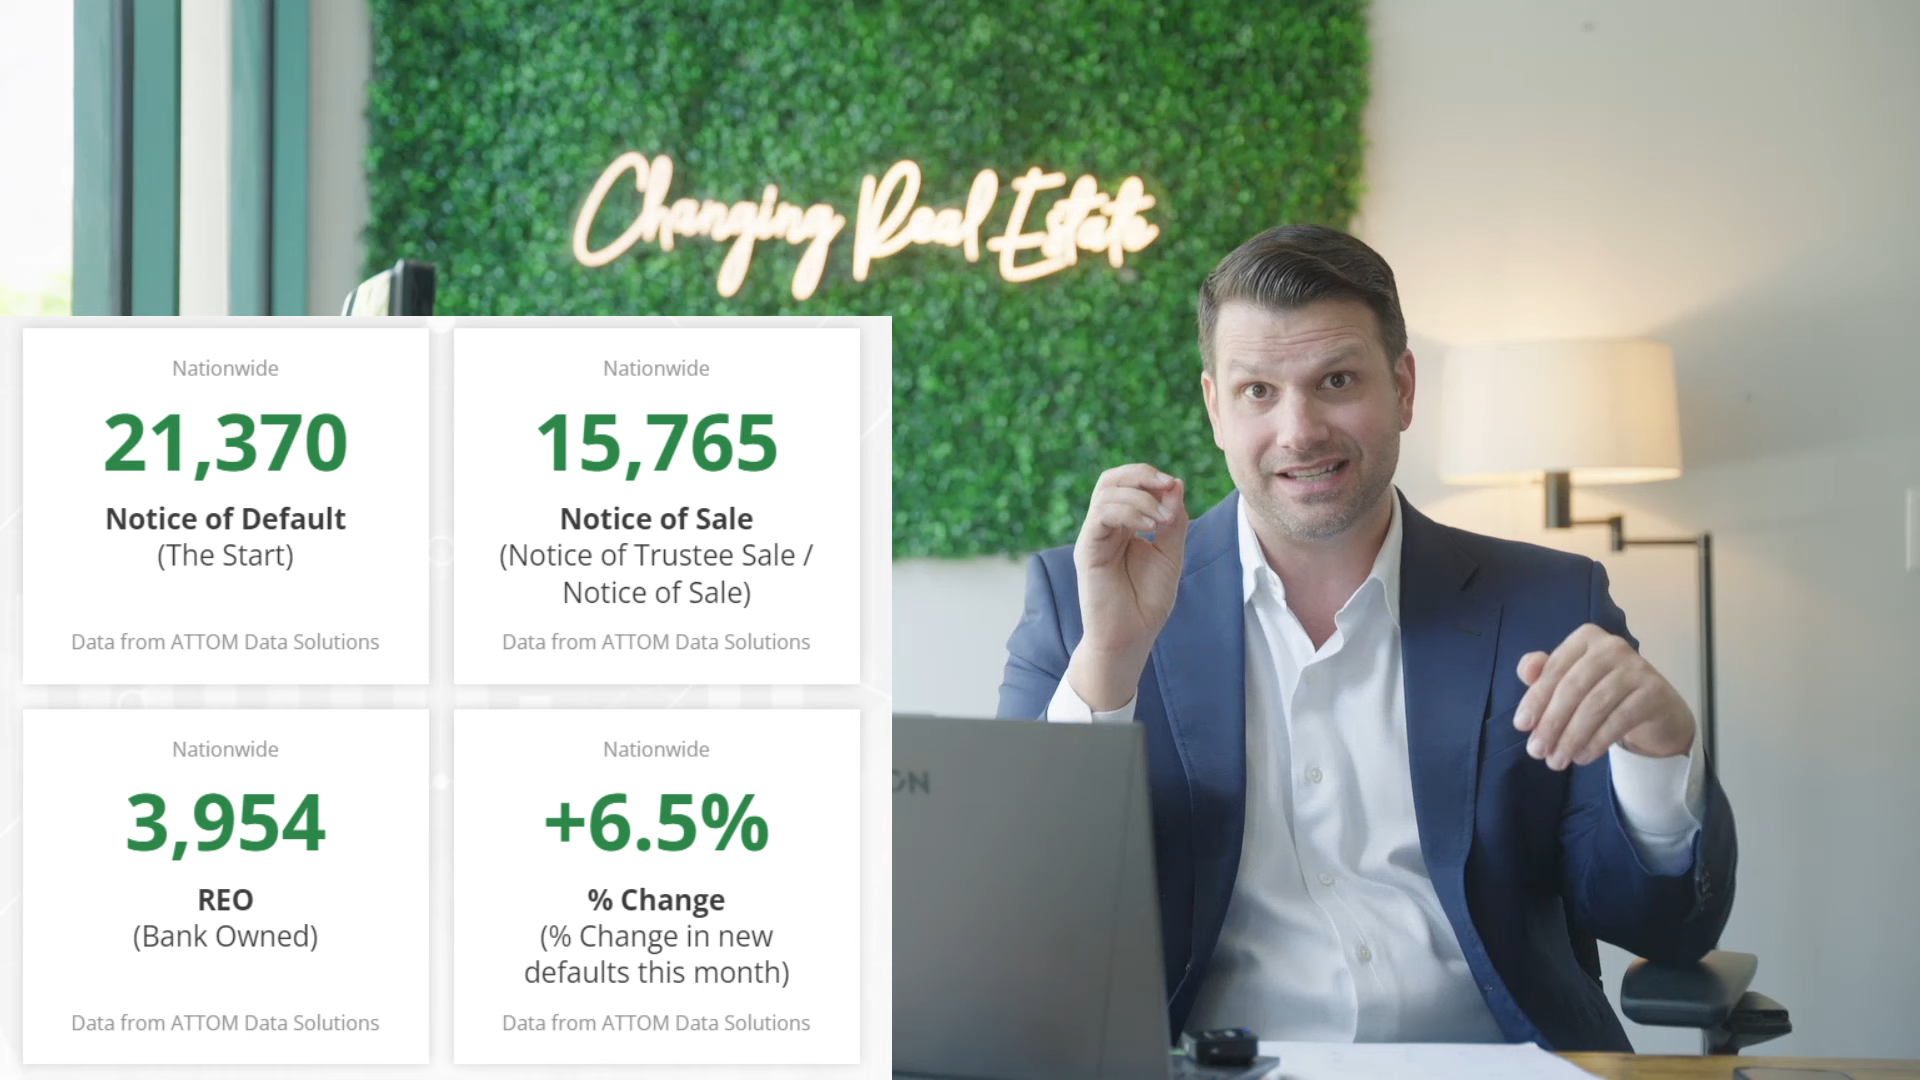 Changing Real Estate
Nationwide
21,370
Notice of Default
(The Start)
Data from ATTOM Data Solutions
Nationwide
15,765
Notice of Sale
(Notice of Trustee Sale /
Notice of Sale)
Data from ATTOM Data Solutions
Nationwide
3,954
REO
(Bank Owned)
Data from ATTOM Data Solutions
Nationwide
+6.5%
% Change
(% Change in new
defaults this month)
Data from ATTOM Data Solutions